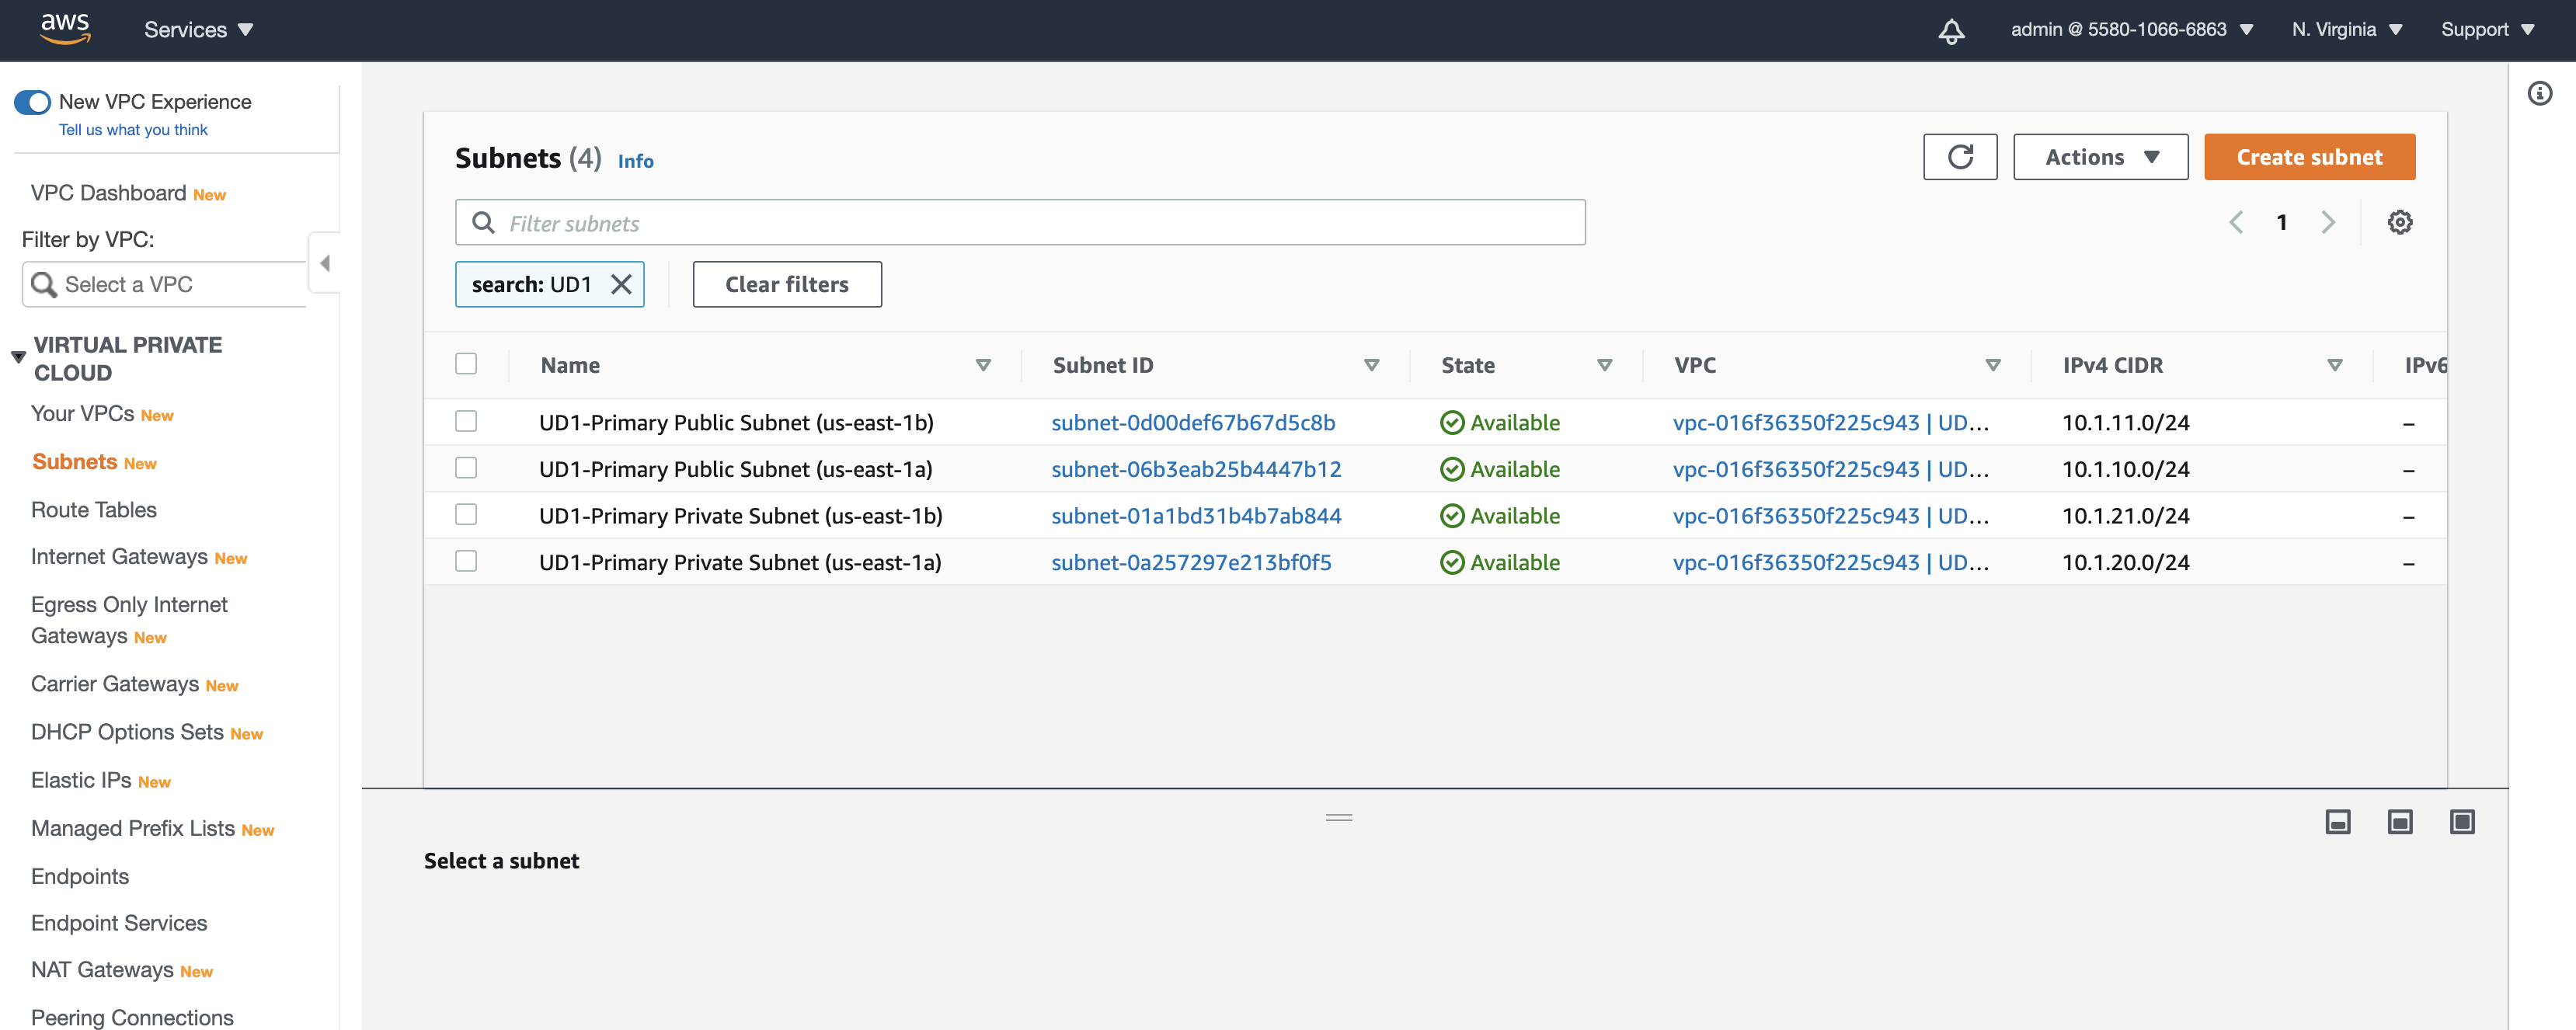 aws
Services
admin @ 5580-1066-6863
N. Virginia
Support
New VPC Experience
Tell us what you think
VPC Dashboard New
Filter by VPC:
Select a VPC
VIRTUAL PRIVATE
CLOUD
Your VPCs New
Subnets New
Route Tables
Internet Gateways New
Egress Only Internet
Gateways New
Carrier Gateways New
DHCP Options Sets New
Elastic IPs New
Managed Prefix Lists New
Endpoints
Endpoint Services
NAT Gateways New
Peering Connections
Subnets (4) Info
Actions
Create subnet
Filter subnets
1
search: UD1
Clear filters
Name Subnet ID State VPC IPv4 CIDR IPv6
UD1-Primary Public Subnet (us-east-1b) subnet-0d00def67b67d5c8b Available vpc-016f36350f225c943 | UD... 10.1.11.0/24 –
UD1-Primary Public Subnet (us-east-1a) subnet-06b3eab25b4447b12 Available vpc-016f36350f225c943 | UD... 10.1.10.0/24 –
UD1-Primary Private Subnet (us-east-1b) subnet-01a1bd31b4b7ab844 Available vpc-016f36350f225c943 | UD... 10.1.21.0/24 –
UD1-Primary Private Subnet (us-east-1a) subnet-0a257297e213bf0f5 Available vpc-016f36350f225c943 | UD... 10.1.20.0/24 –
Select a subnet